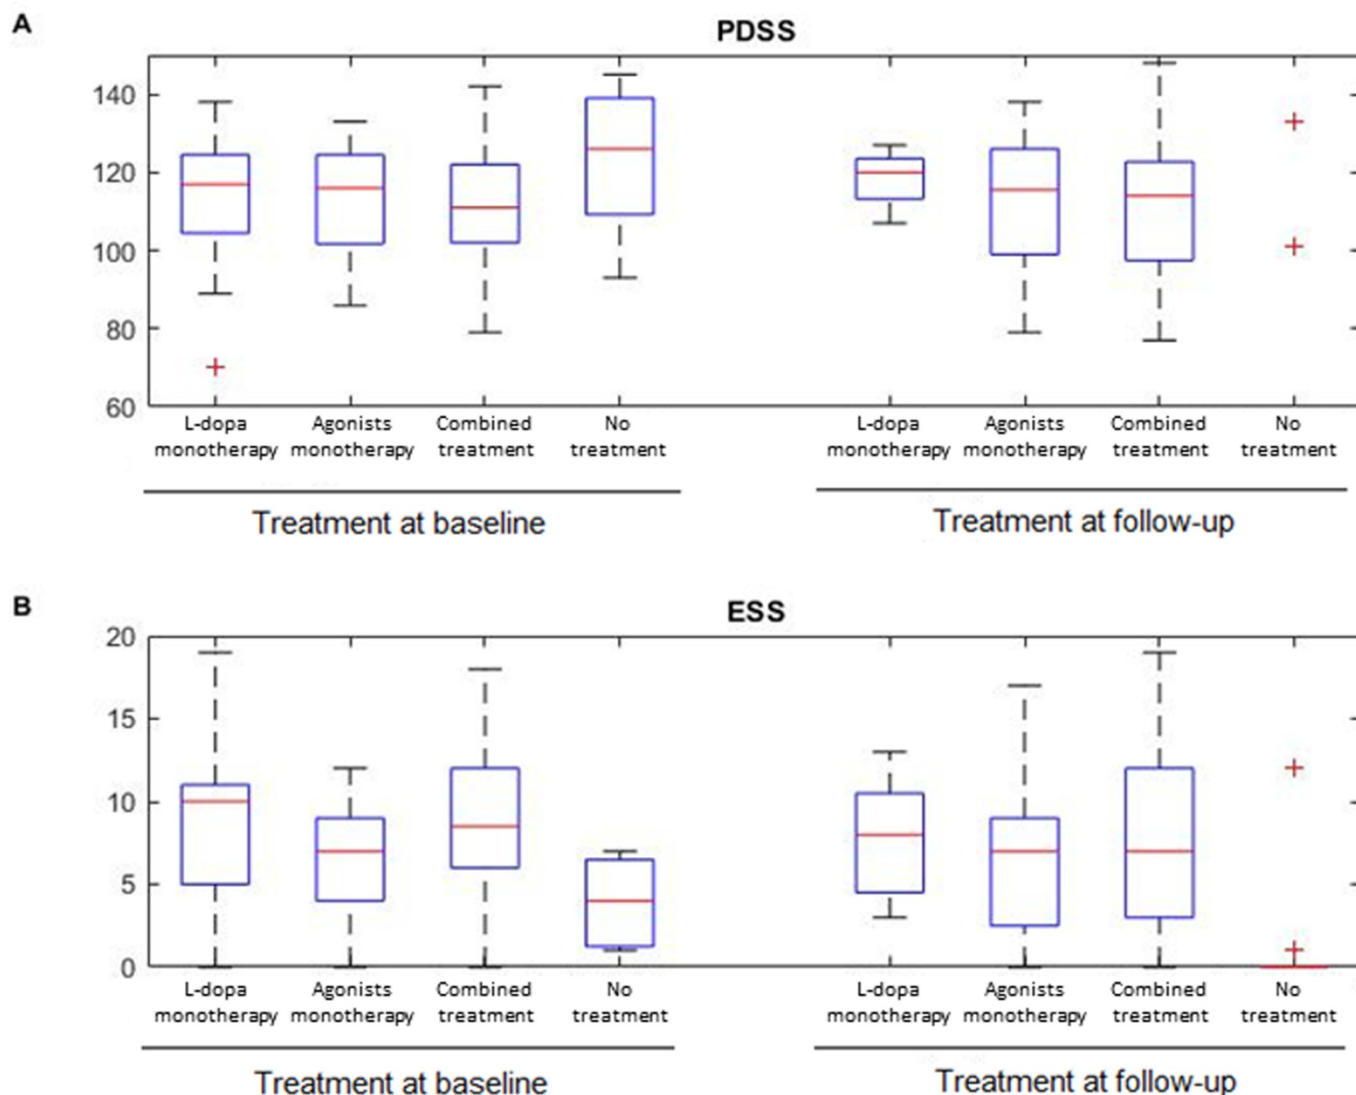 A
PDSS
140
120
100
80
60
L-dopa monotherapy
Agonists monotherapy
Combined treatment
No treatment
L-dopa monotherapy
Agonists monotherapy
Combined treatment
No treatment
Treatment at baseline
Treatment at follow-up
B
ESS
20
15
10
5
0
L-dopa monotherapy
Agonists monotherapy
Combined treatment
No treatment
L-dopa monotherapy
Agonists monotherapy
Combined treatment
No treatment
Treatment at baseline
Treatment at follow-up